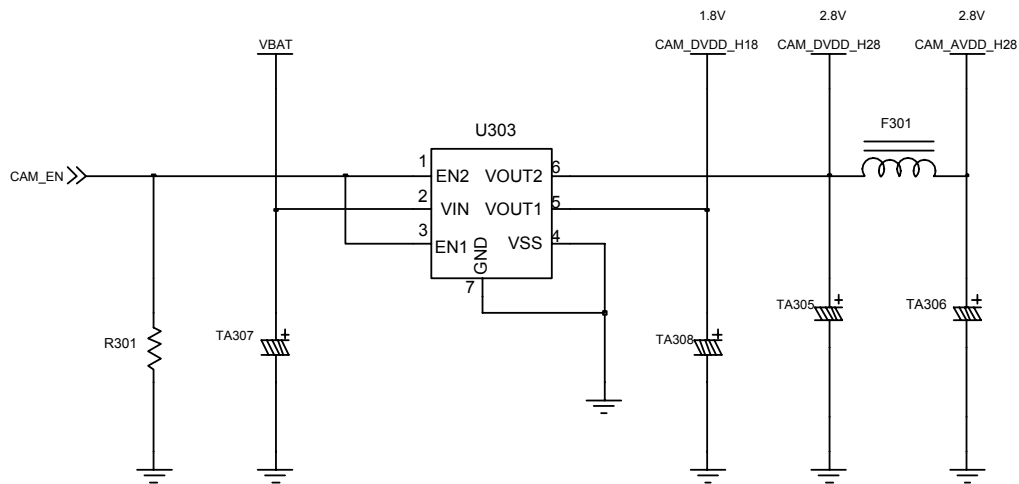 1.8V
2.8V
2.8V
VBAT
CAM_DVDD_H18
CAM_DVDD_H28
CAM_AVDD_H28
U303
F301
CAM_EN
1
EN2
VOUT2
6
2
VIN
VOUT1
5
3
EN1
VSS
4
GND
7
R301
TA307
+
TA308
+
TA305
+
TA306
+